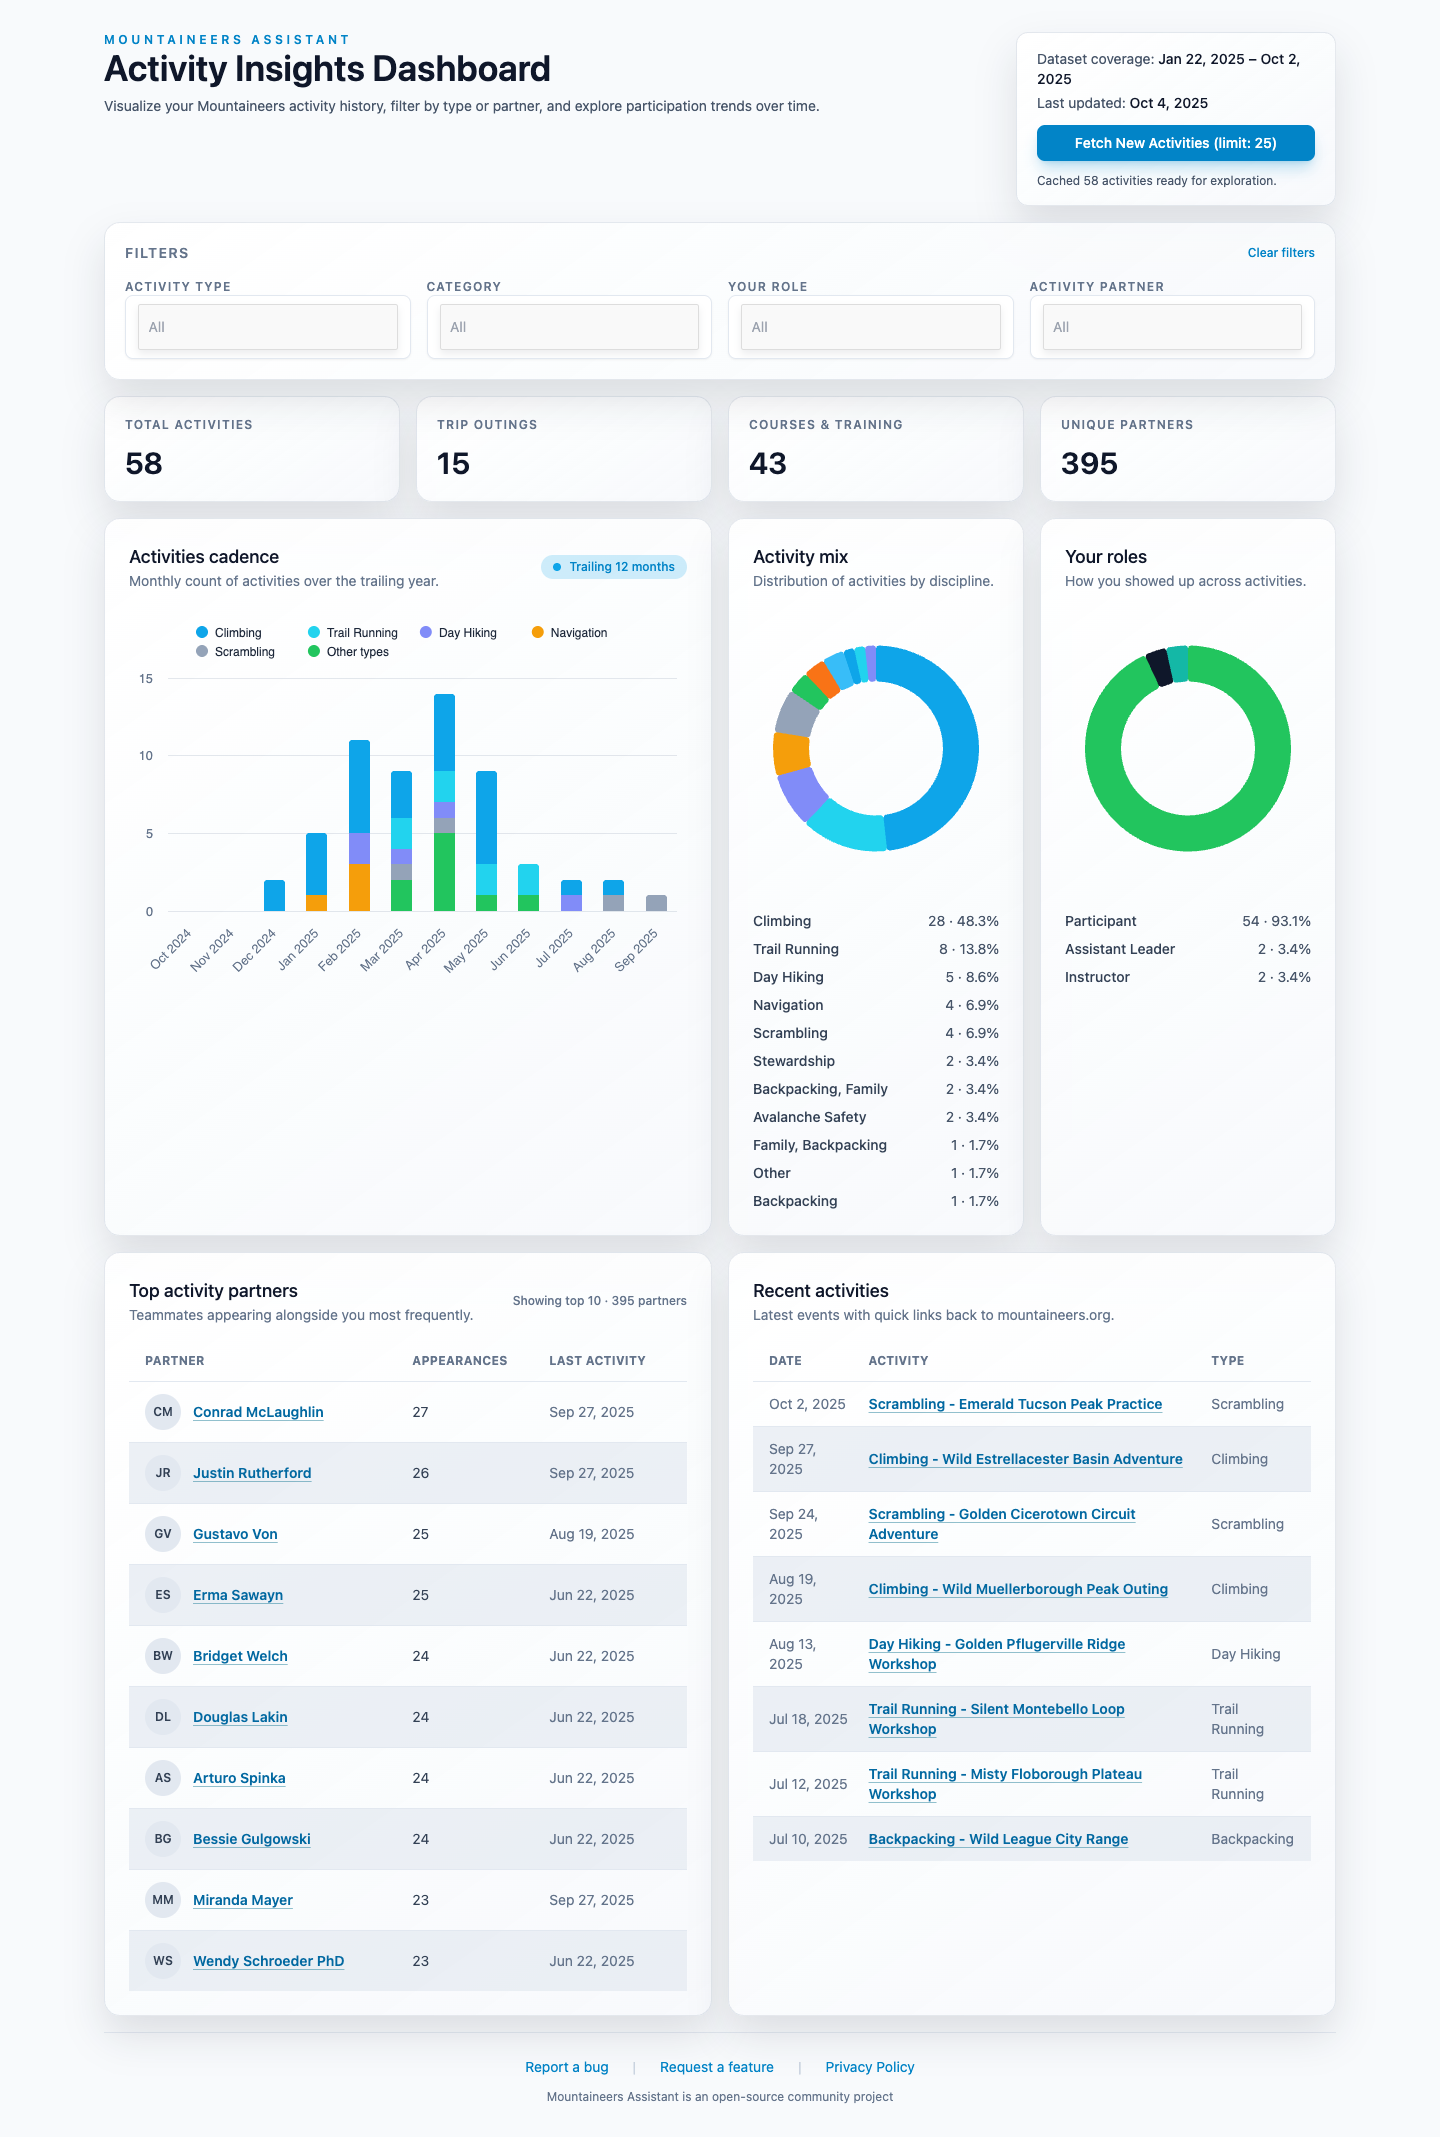 MOUNTAINEERS ASSISTANT
Activity Insights Dashboard
Visualize your Mountaineers activity history, filter by type or partner, and explore participation trends over time.
Dataset coverage: Jan 22, 2025 – Oct 2,
2025
Last updated: Oct 4, 2025
Fetch New Activities (limit: 25)
Cached 58 activities ready for exploration.
FILTERS
Clear filters
ACTIVITY TYPE
All
CATEGORY
All
YOUR ROLE
All
ACTIVITY PARTNER
All
TOTAL ACTIVITIES
58
TRIP OUTINGS
15
COURSES & TRAINING
43
UNIQUE PARTNERS
395
Activities cadence
Monthly count of activities over the trailing year.
Trailing 12 months
Climbing
Trail Running
Day Hiking
Navigation
Scrambling
Other types
15
10
5
0
Oct 2024
Nov 2024
Dec 2024
Jan 2025
Feb 2025
Mar 2025
Apr 2025
May 2025
Jun 2025
Jul 2025
Aug 2025
Sep 2025
Activity mix
Distribution of activities by discipline.
Climbing 28 · 48.3%
Trail Running 8 · 13.8%
Day Hiking 5 · 8.6%
Navigation 4 · 6.9%
Scrambling 4 · 6.9%
Stewardship 2 · 3.4%
Backpacking, Family 2 · 3.4%
Avalanche Safety 2 · 3.4%
Family, Backpacking 1 · 1.7%
Other 1 · 1.7%
Backpacking 1 · 1.7%
Your roles
How you showed up across activities.
Participant 54 · 93.1%
Assistant Leader 2 · 3.4%
Instructor 2 · 3.4%
Top activity partners
Teammates appearing alongside you most frequently.
Showing top 10 · 395 partners
PARTNER APPEARANCES LAST ACTIVITY
CM Conrad McLaughlin 27 Sep 27, 2025
JR Justin Rutherford 26 Sep 27, 2025
GV Gustavo Von 25 Aug 19, 2025
ES Erma Sawayn 25 Jun 22, 2025
BW Bridget Welch 24 Jun 22, 2025
DL Douglas Lakin 24 Jun 22, 2025
AS Arturo Spinka 24 Jun 22, 2025
BG Bessie Gulgowski 24 Jun 22, 2025
MM Miranda Mayer 23 Sep 27, 2025
WS Wendy Schroeder PhD 23 Jun 22, 2025
Recent activities
Latest events with quick links back to mountaineers.org.
DATE ACTIVITY TYPE
Oct 2, 2025 Scrambling - Emerald Tucson Peak Practice Scrambling
Sep 27,
2025
Climbing - Wild Estrellacester Basin Adventure
Climbing
Sep 24,
2025
Scrambling - Golden Cicerotown Circuit
Adventure
Scrambling
Aug 19,
2025
Climbing - Wild Muellerborough Peak Outing
Climbing
Aug 13,
2025
Day Hiking - Golden Pflugerville Ridge
Workshop
Day Hiking
Jul 18, 2025
Trail Running - Silent Montebello Loop
Workshop
Trail
Running
Jul 12, 2025
Trail Running - Misty Floborough Plateau
Workshop
Trail
Running
Jul 10, 2025 Backpacking - Wild League City Range Backpacking
Report a bug | Request a feature | Privacy Policy
Mountaineers Assistant is an open-source community project